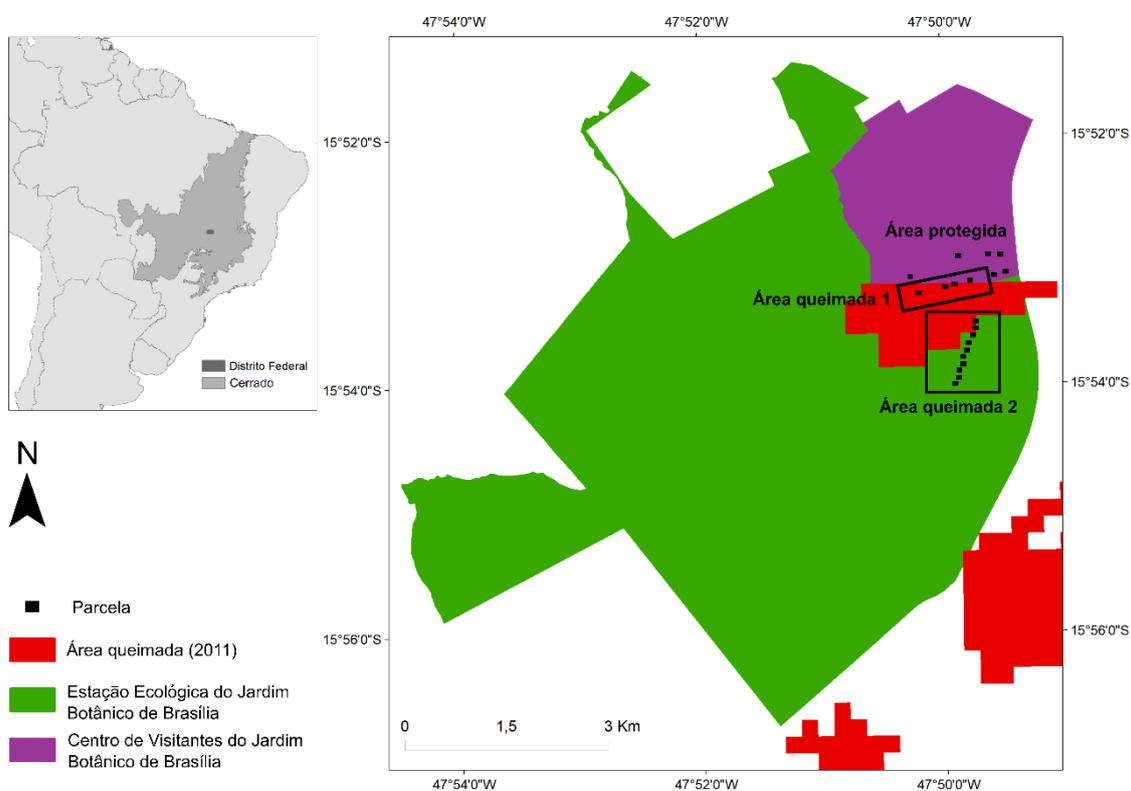 47°54'0"W
47°52'0"W
47°50'0"W
15°52'0"S
15°52'0"S
Área protegida
Área queimada 1
Distrito Federal
Cerrado
15°54'0"S
15°54'0"S
Área queimada 2
N
Parcela
Área queimada (2011)
Estação Ecológica do Jardim
Botânico de Brasília
Centro de Visitantes do Jardim
Botânico de Brasília
15°56'0"S
15°56'0"S
0 1,5 3 Km
47°54'0"W
47°52'0"W
47°50'0"W